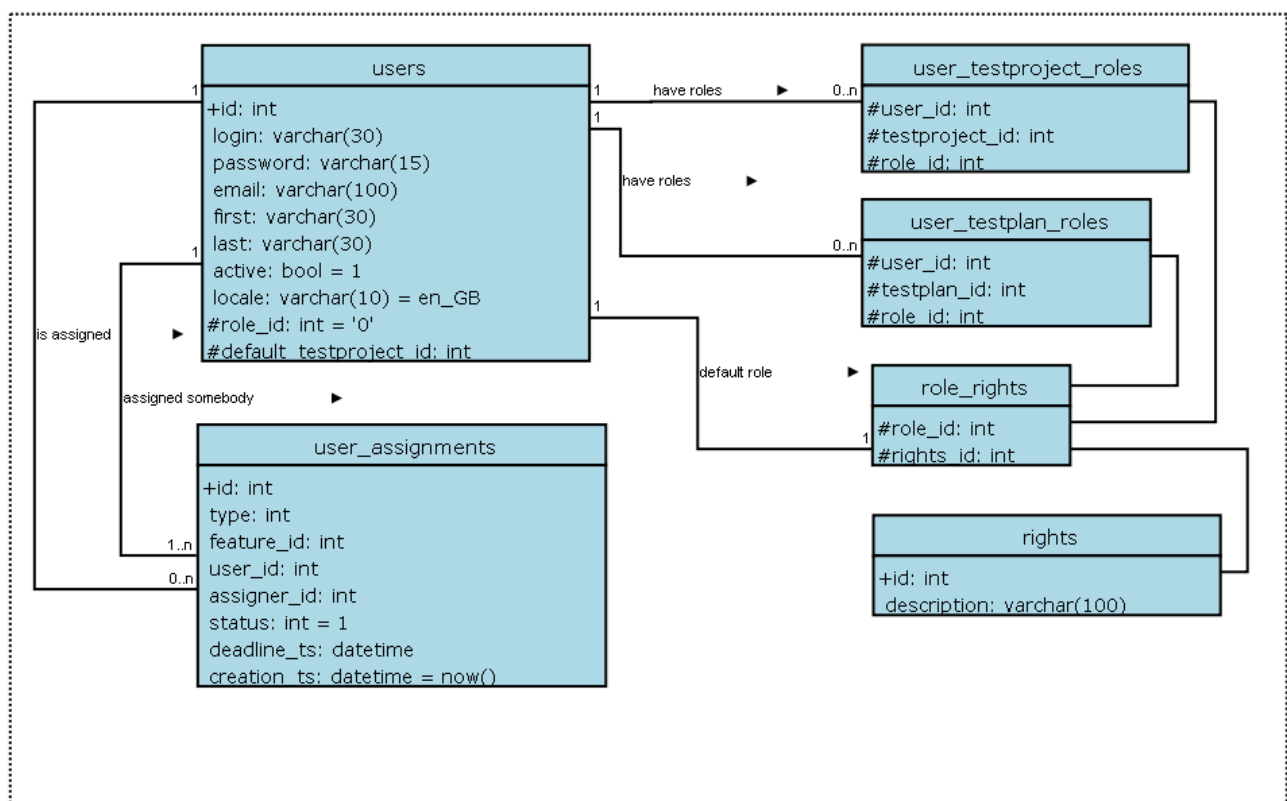 users
+id: int
login: varchar(30)
password: varchar(15)
email: varchar(100)
first: varchar(30)
last: varchar(30)
active: bool = 1
locale: varchar(10) = en_GB
#role_id: int = '0'
#default_testproject_id: int
user_testproject_roles
#user_id: int
#testproject_id: int
#role_id: int
user_testplan_roles
#user_id: int
#testplan_id: int
#role_id: int
role_rights
#role_id: int
#rights_id: int
rights
+id: int
description: varchar(100)
user_assignments
+id: int
type: int
feature_id: int
user_id: int
assigner_id: int
status: int = 1
deadline_ts: datetime
creation_ts: datetime = now()
1
have roles
0..n
1
have roles
0..n
1
default role
1
1
is assigned
0..n
1
assigned somebody
1..n